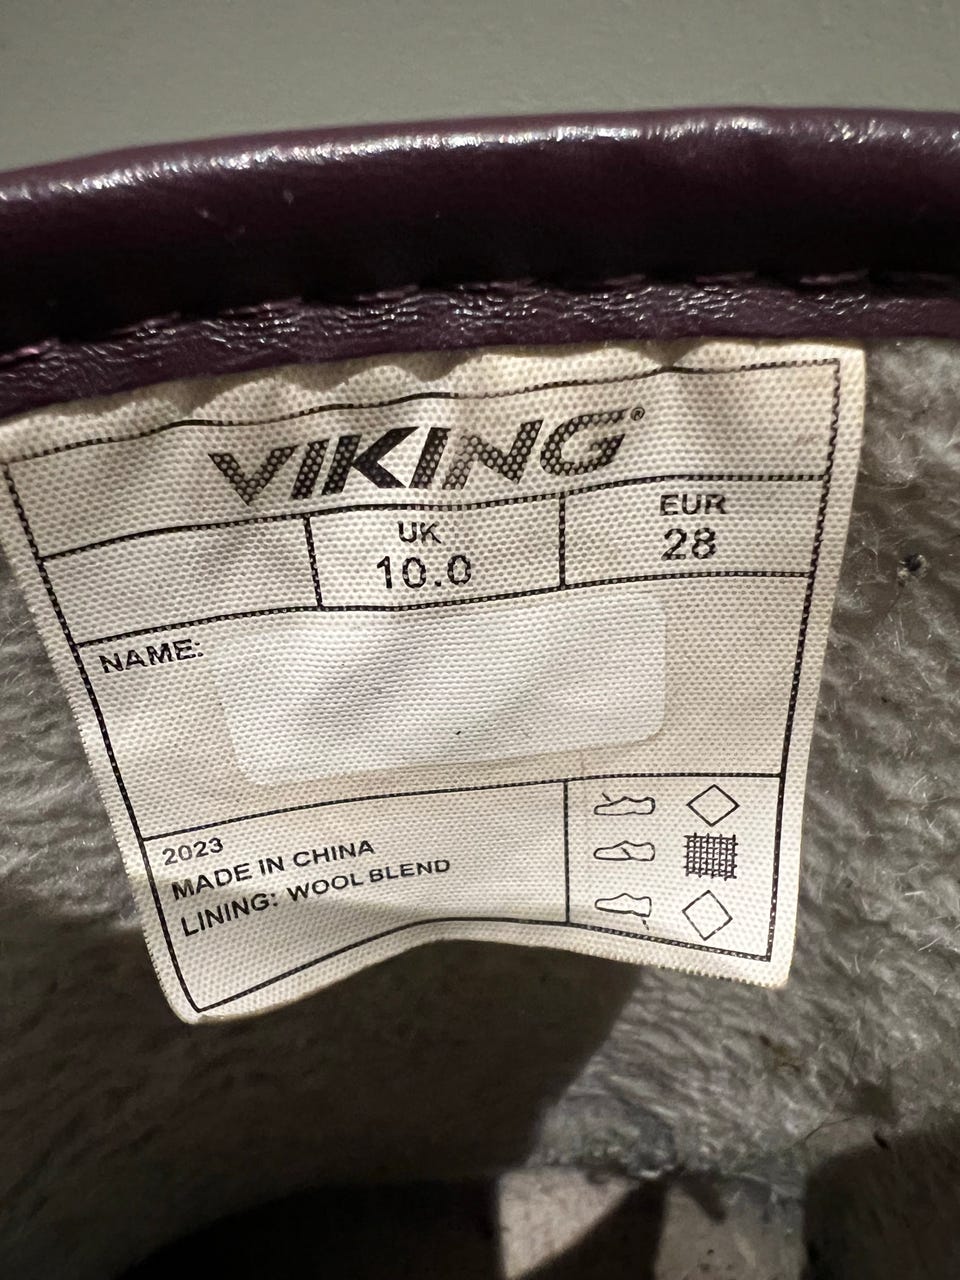 VIKING®
UK
10.0
EUR
28
NAME:
2023
MADE IN CHINA
LINING: WOOL BLEND